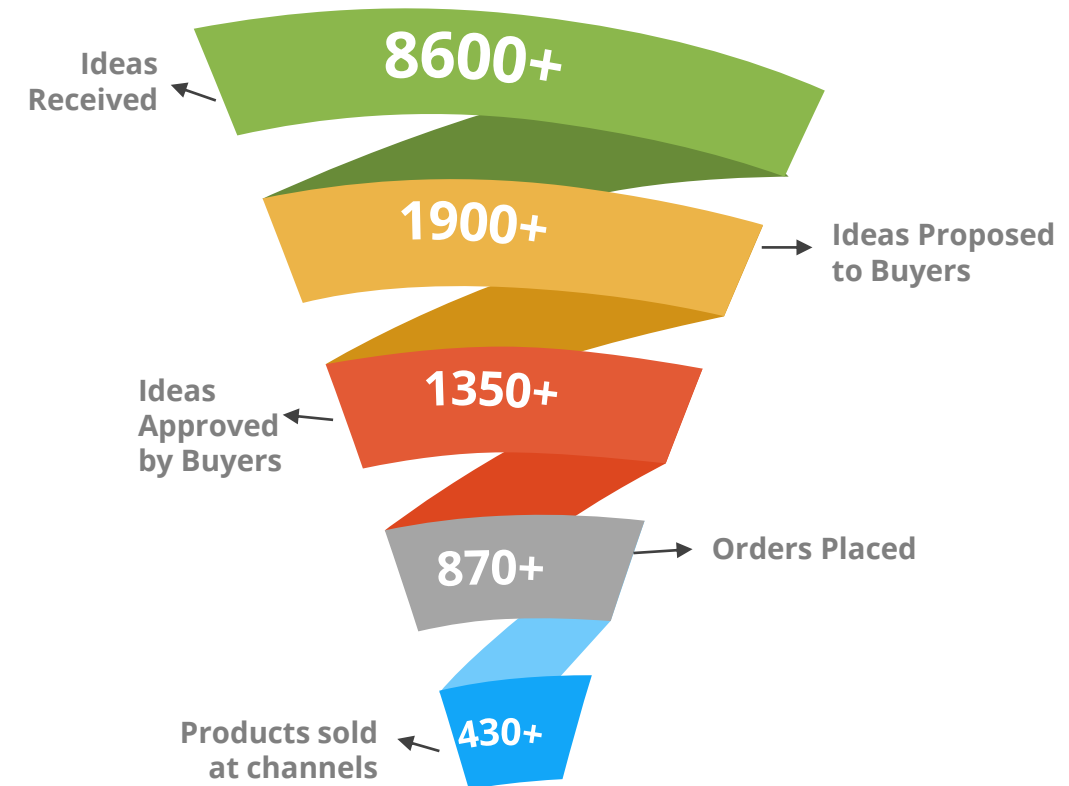 8600+
Ideas
Received
1900+
Ideas Proposed
to Buyers
1350+
Ideas
Approved
by Buyers
870+
Orders Placed
430+
Products sold
at channels